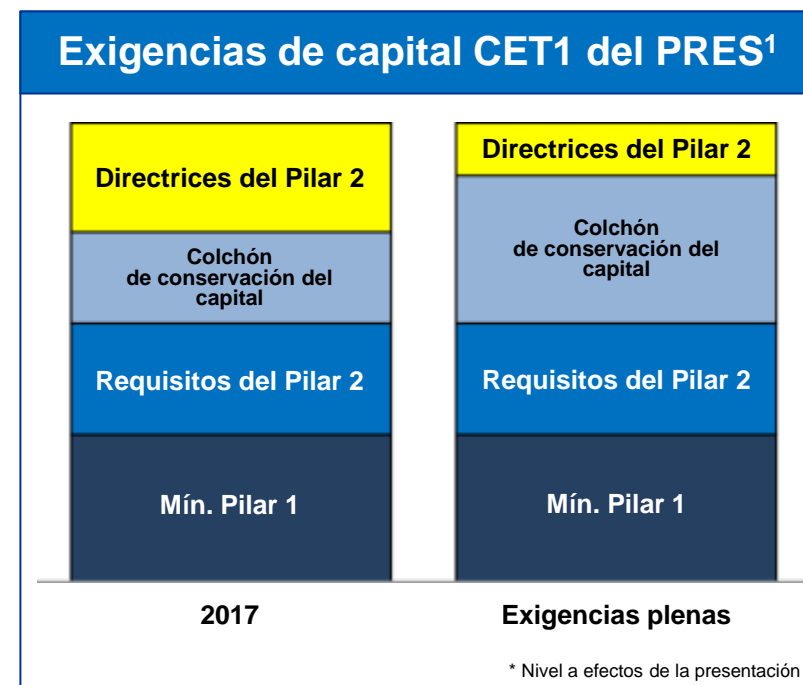 Exigencias de capital CET1 del PRES¹
Directrices del Pilar 2
Colchón
de conservación del
capital
Requisitos del Pilar 2
Mín. Pilar 1
2017
Directrices del Pilar 2
Colchón
de conservación del
capital
Requisitos del Pilar 2
Mín. Pilar 1
Exigencias plenas
* Nivel a efectos de la presentación